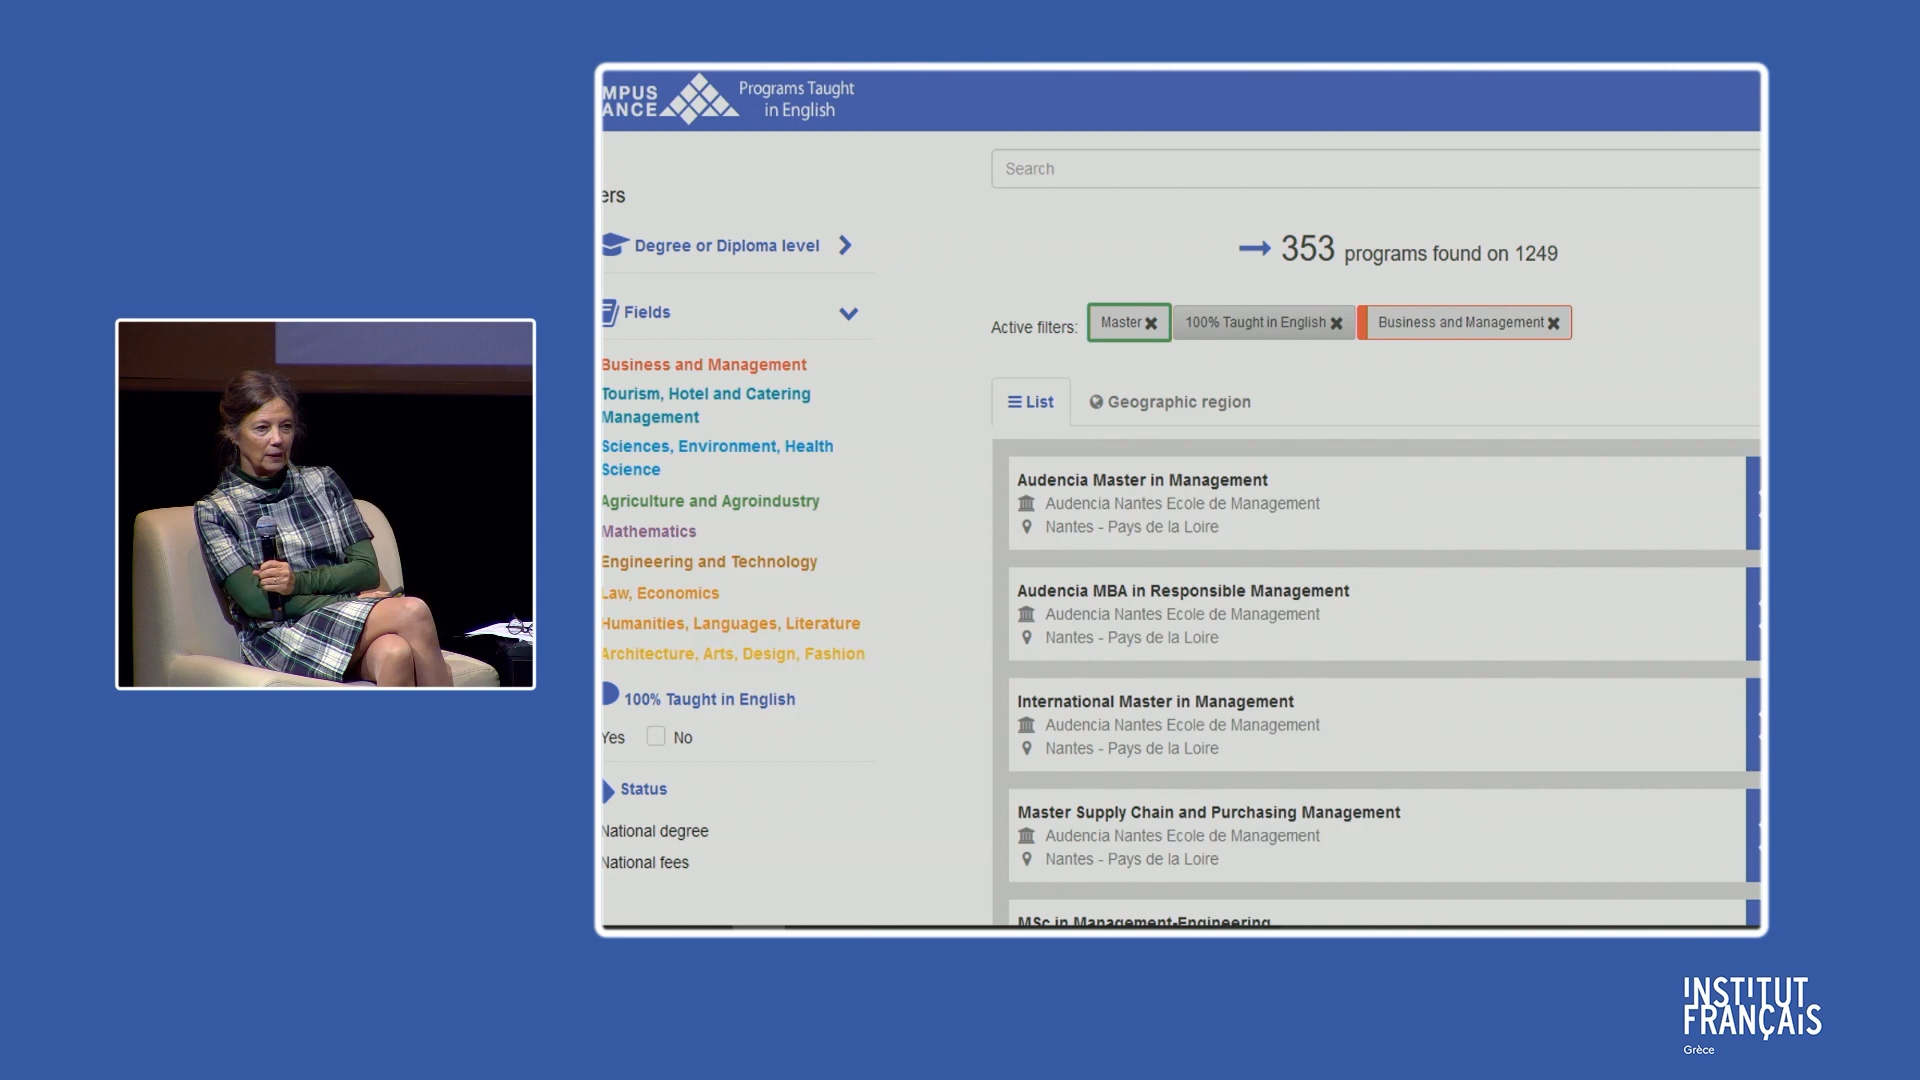 MPUS
ANCE
Programs Taught
in English
Search
ers
Degree or Diploma level
353 programs found on 1249
Fields
Active filters: Master 100% Taught in English Business and Management
Business and Management
Tourism, Hotel and Catering
Management
Sciences, Environment, Health
Science
Agriculture and Agroindustry
Mathematics
Engineering and Technology
Law, Economics
Humanities, Languages, Literature
Architecture, Arts, Design, Fashion
100% Taught in English
Yes No
Status
National degree
National fees
List Geographic region
Audencia Master in Management
Audencia Nantes Ecole de Management
Nantes - Pays de la Loire
Audencia MBA in Responsible Management
Audencia Nantes Ecole de Management
Nantes - Pays de la Loire
International Master in Management
Audencia Nantes Ecole de Management
Nantes - Pays de la Loire
Master Supply Chain and Purchasing Management
Audencia Nantes Ecole de Management
Nantes - Pays de la Loire
MSc in Management-Engineering
INSTITUT
FRANÇAIS
Grèce